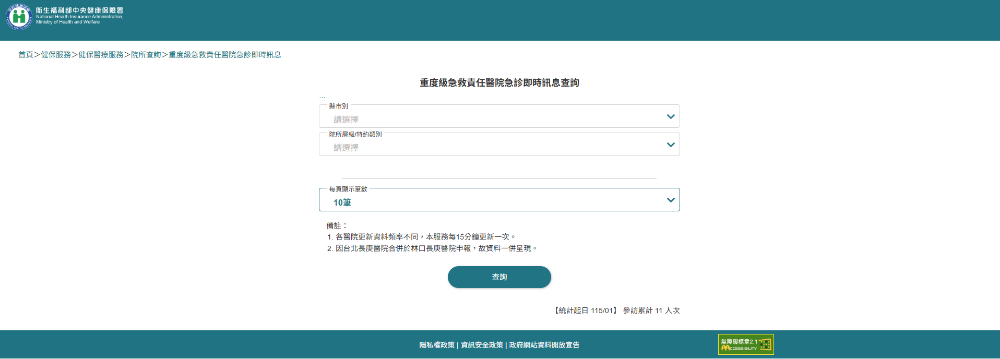 衛生福利部中央健康保險署
National Health Insurance Administration,
Ministry of Health and Welfare
首頁>健保服務>健保醫療服務>院所查詢>重度級急救責任醫院急診即時訊息
重度級急救責任醫院急診即時訊息查詢
:::
縣市別
請選擇
院所層級/特約類別
請選擇
每頁顯示筆數
10筆
備註：
1. 各醫院更新資料頻率不同，本服務每15分鐘更新一次。
2. 因台北長庚醫院合併於林口長庚醫院申報，故資料一併呈現。
查詢
【統計起日 115/01】 參訪累計 11 人次
隱私權政策 | 資訊安全政策 | 政府網站資料開放宣告
無障礙標章2.1
AACCESSIBILITY